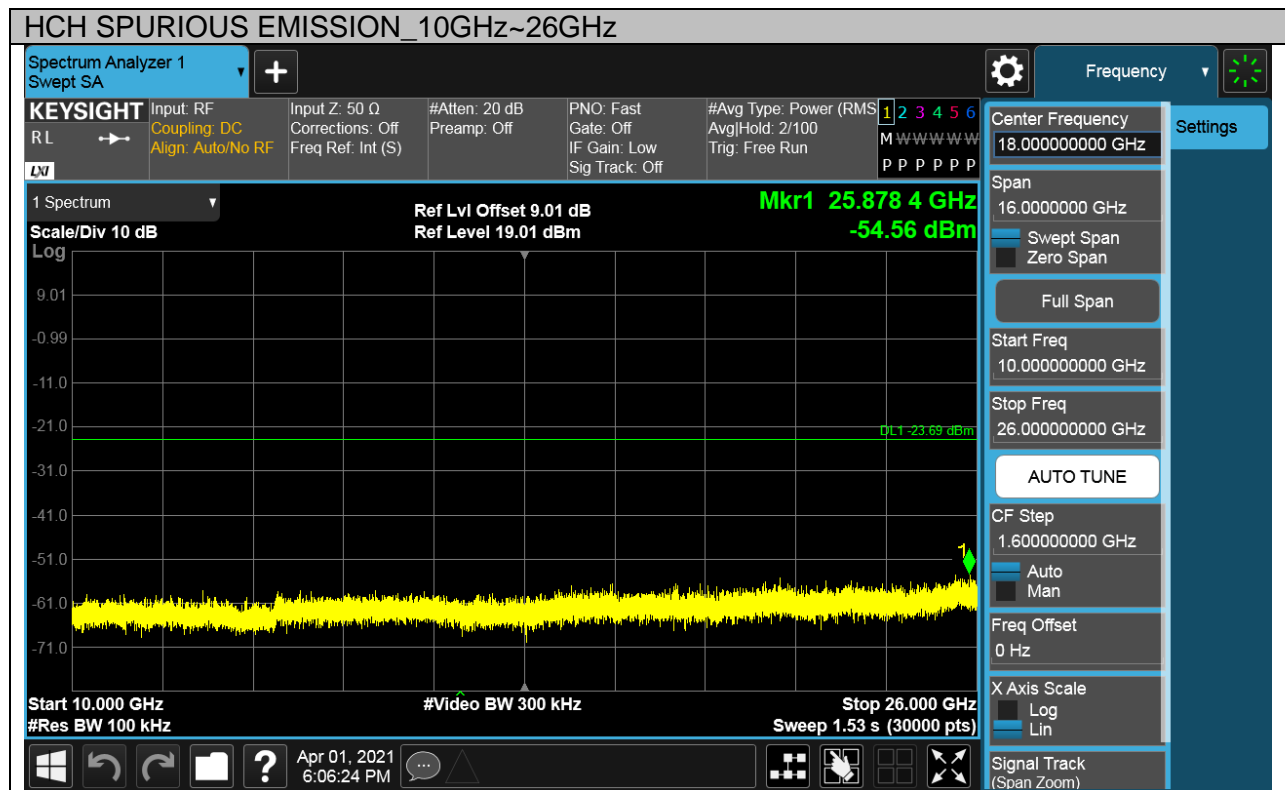 HCH SPURIOUS EMISSION_10GHz~26GHz
Spectrum Analyzer 1
Swept SA
+
Frequency
KEYSIGHT
RL
LXI
Input: RF
Coupling: DC
Align: Auto/No RF
Input Z: 50 Ω
Corrections: Off
Freq Ref: Int (S)
#Atten: 20 dB
Preamp: Off
PNO: Fast
Gate: Off
IF Gain: Low
Sig Track: Off
#Avg Type: Power (RMS
Avg|Hold: 2/100
Trig: Free Run
1 2 3 4 5 6
M W W W W W
P P P P P P
1 Spectrum
Scale/Div 10 dB
Log
Ref Lvl Offset 9.01 dB
Ref Level 19.01 dBm
Mkr1 25.878 4 GHz
-54.56 dBm
9.01
-0.99
-11.0
-21.0
DL1 -23.69 dBm
-31.0
-41.0
-51.0
1
-61.0
-71.0
Start 10.000 GHz
#Video BW 300 kHz
Stop 26.000 GHz
#Res BW 100 kHz
Sweep 1.53 s (30000 pts)
?
Apr 01, 2021
6:06:24 PM
Center Frequency
18.000000000 GHz
Settings
Span
16.0000000 GHz
Swept Span
Zero Span
Full Span
Start Freq
10.000000000 GHz
Stop Freq
26.000000000 GHz
AUTO TUNE
CF Step
1.600000000 GHz
Auto
Man
Freq Offset
0 Hz
X Axis Scale
Log
Lin
Signal Track
(Span Zoom)